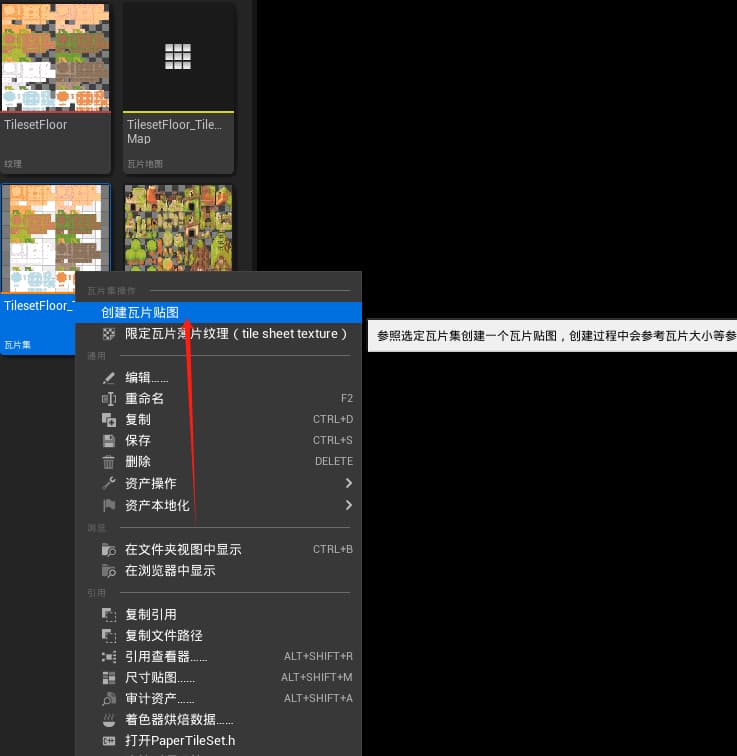 TilesetFloor
TilesetFloor_Tile...
Map
纹理
瓦片地图
TilesetFloor_
瓦片集
瓦片集操作
创建瓦片贴图
限定瓦片薄片纹理（tile sheet texture）
参照选定瓦片集创建一个瓦片贴图，创建过程中会参考瓦片大小等参
通用
编辑......
重命名 F2
复制 CTRL+D
保存 CTRL+S
删除 DELETE
资产操作
资产本地化
浏览
在文件夹视图中显示 CTRL+B
在浏览器中显示
引用
复制引用
复制文件路径
引用查看器...... ALT+SHIFT+R
尺寸贴图...... ALT+SHIFT+M
审计资产...... ALT+SHIFT+A
着色器烘焙数据......
打开PaperTileSet.h